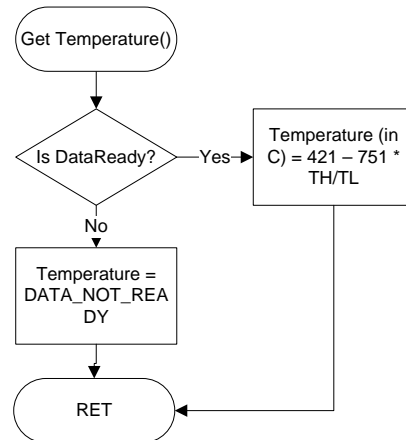 Get Temperature()
Is DataReady?
Yes
Temperature (in
C) = 421 – 751 *
TH/TL
No
Temperature =
DATA_NOT_REA
DY
RET